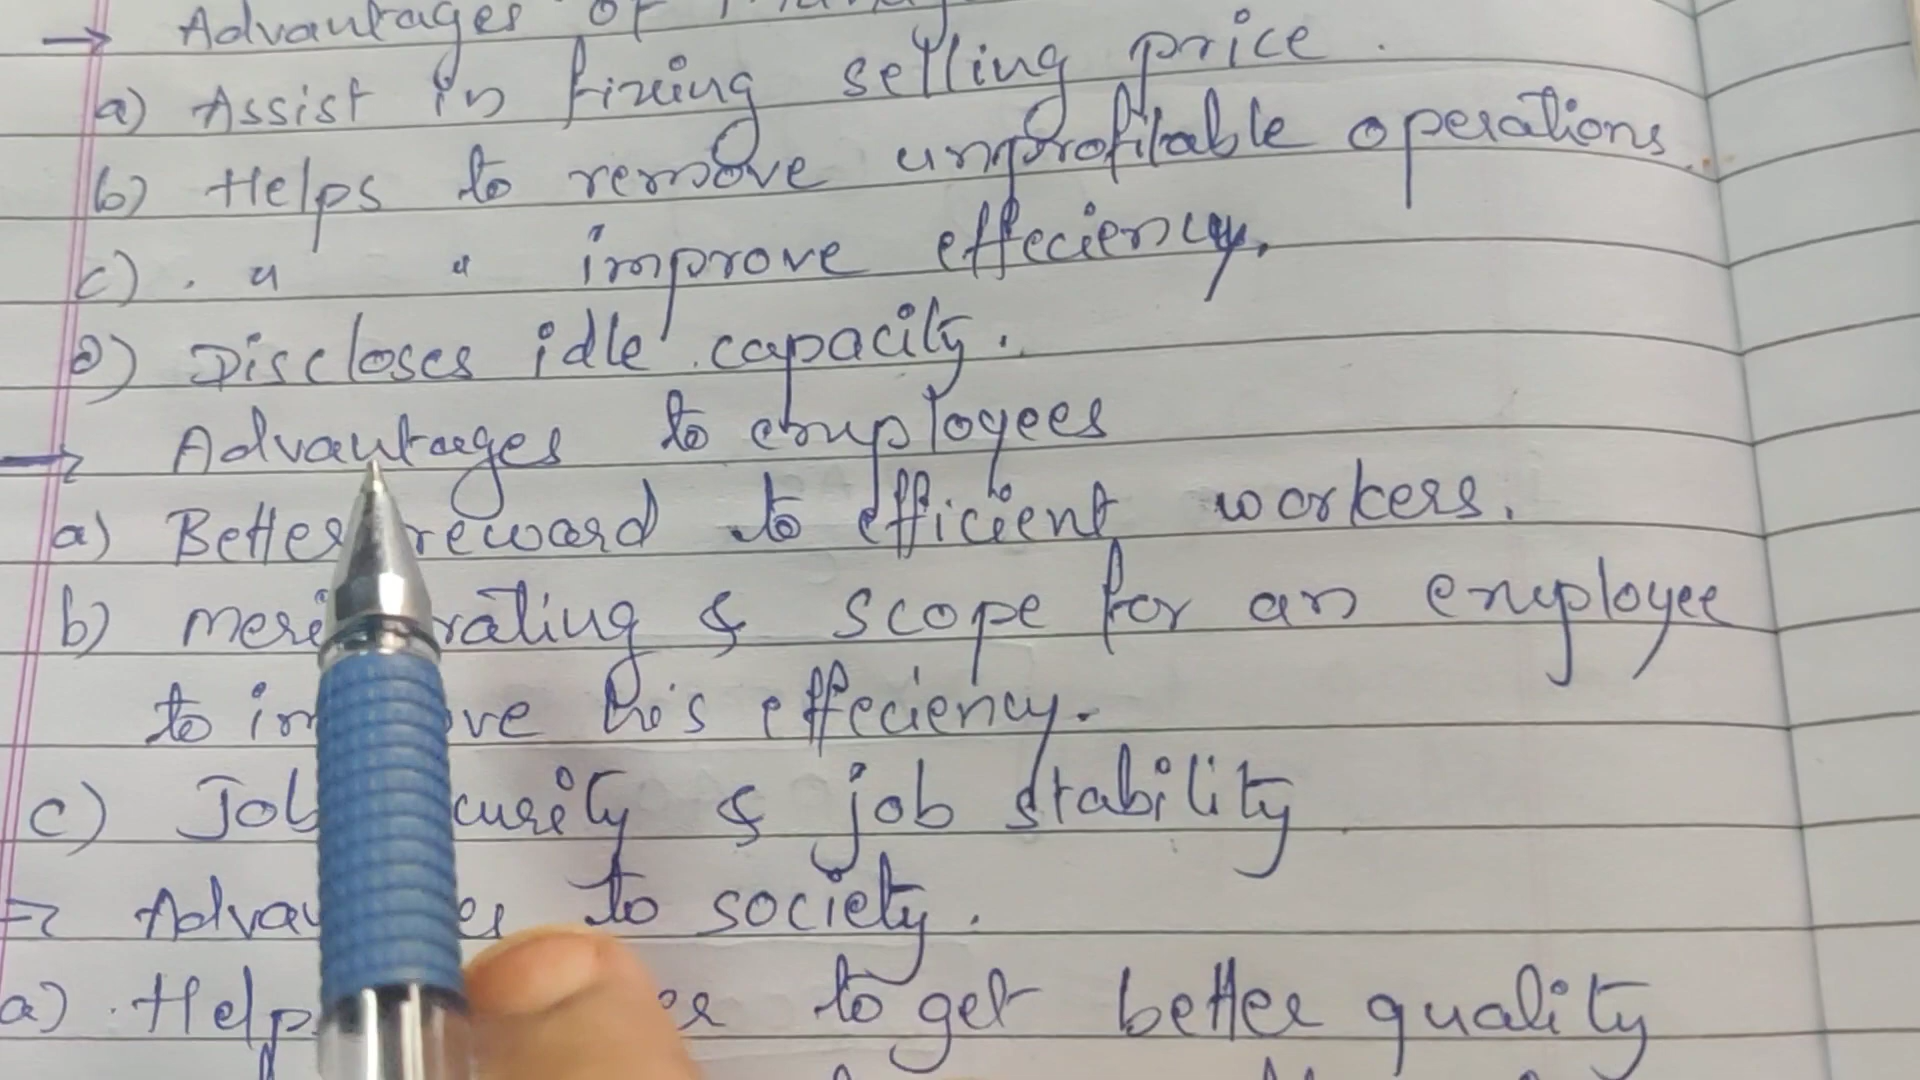 → Advantages of
a) Assist in fixing selling price.
b) Helps to remove unprofitable operations
c) " " improve effeciency.
d) Discloses idle capacity.
→ Advantages to employees
a) Better reward to efficient workers.
b) rating & scope for an employee
to his effeciency.
c) Job & job stability
→ to society.
a) to get better quality